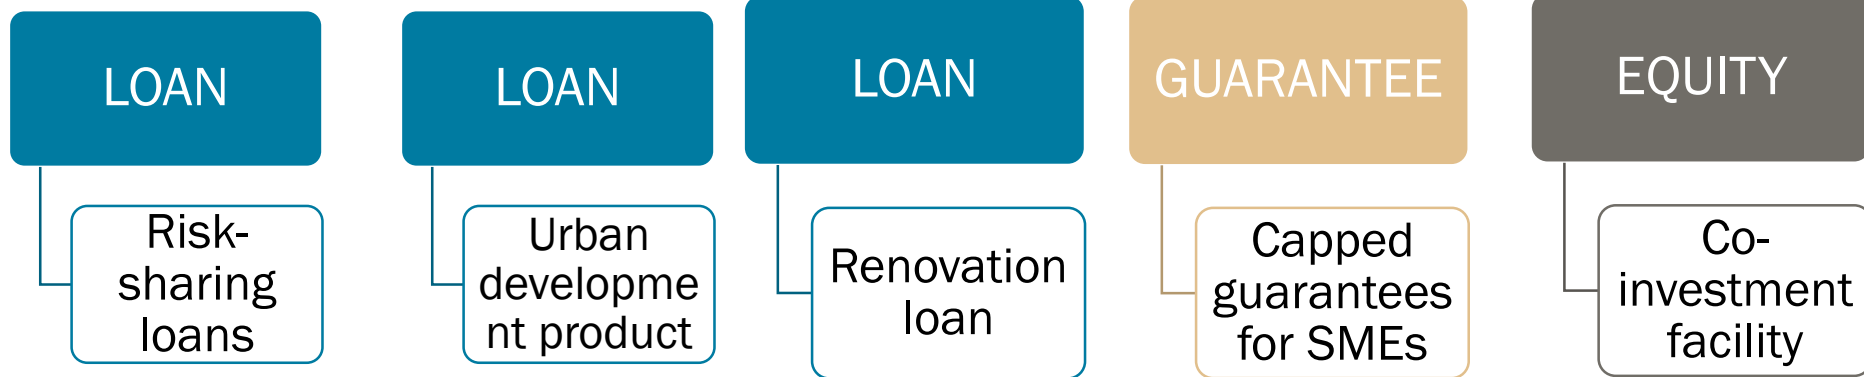 LOAN
Risk-
sharing
loans
LOAN
Urban
developme
nt product
LOAN
Renovation
loan
GUARANTEE
Capped
guarantees
for SMEs
EQUITY
Co-
investment
facility